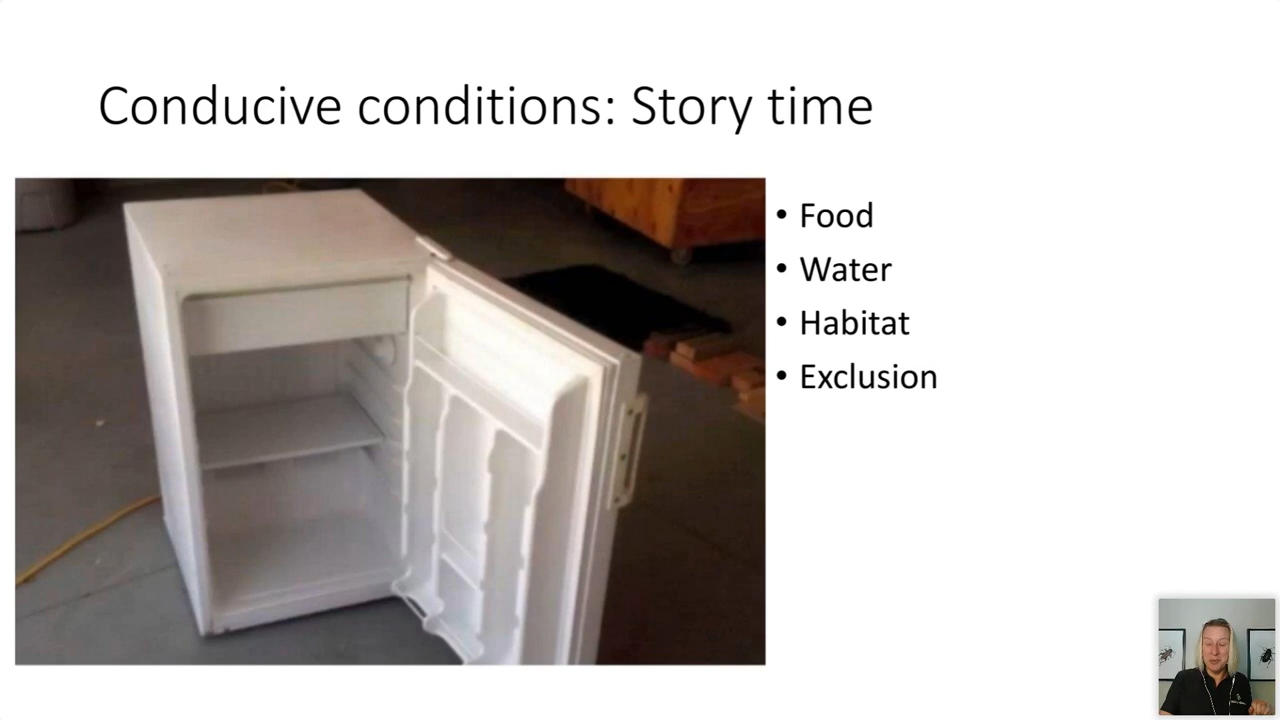 Conducive conditions: Story time
• Food
• Water
• Habitat
• Exclusion